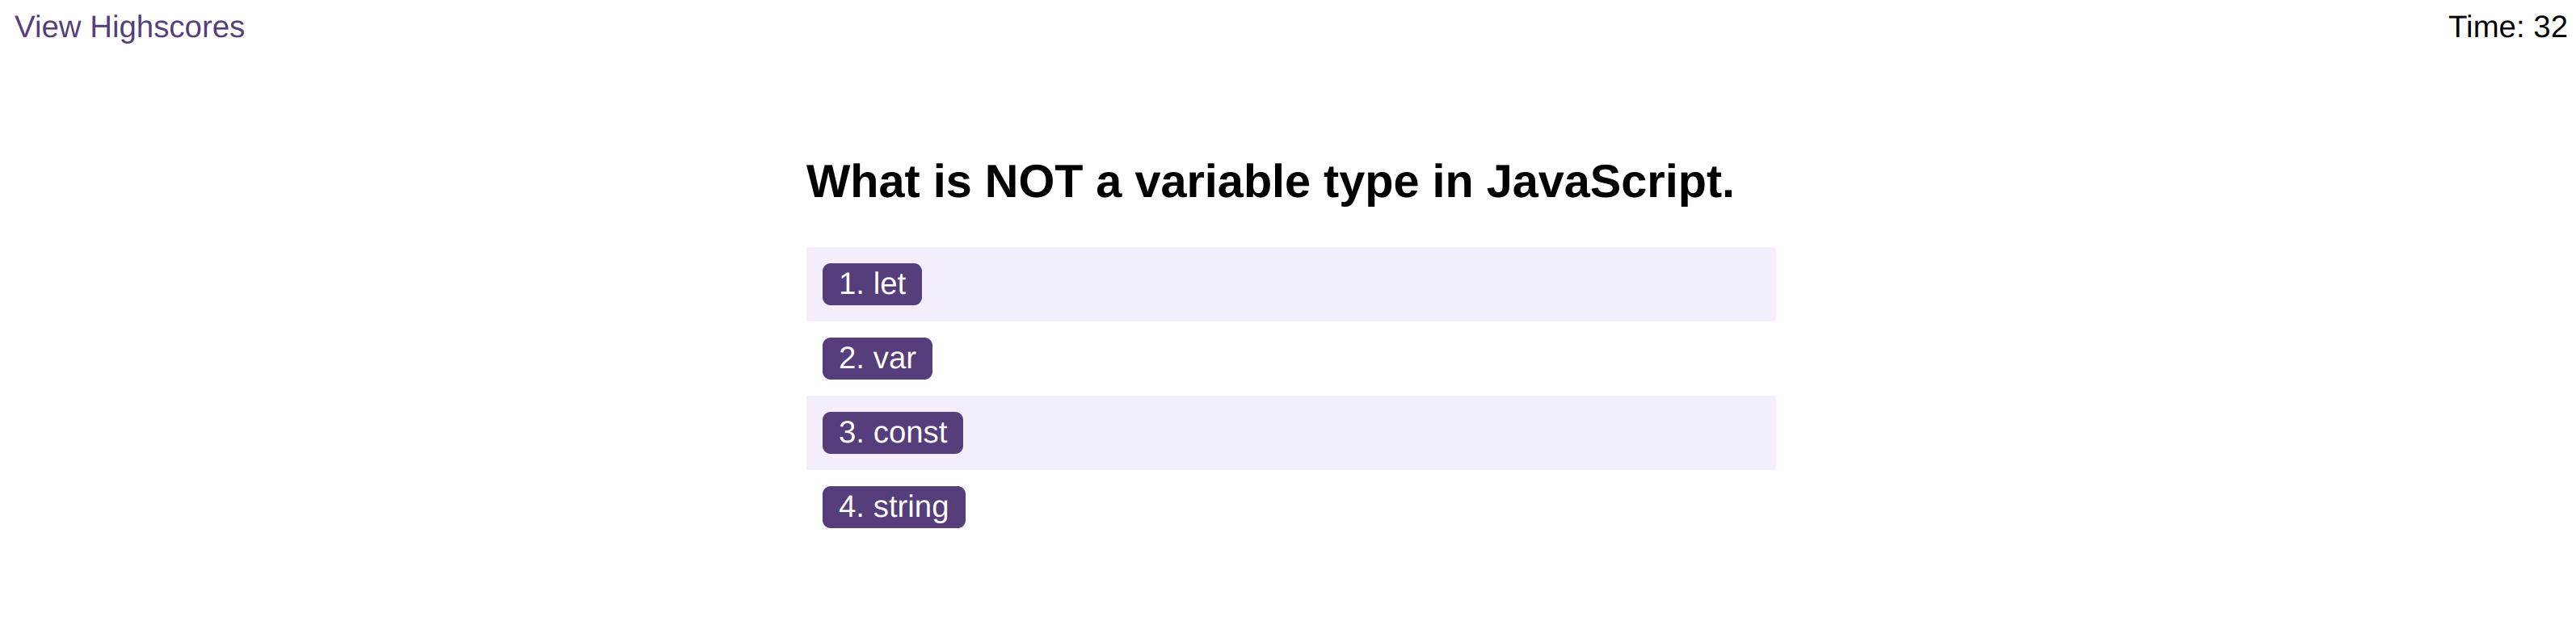 View Highscores
Time: 32
What is NOT a variable type in JavaScript.
1. let
2. var
3. const
4. string